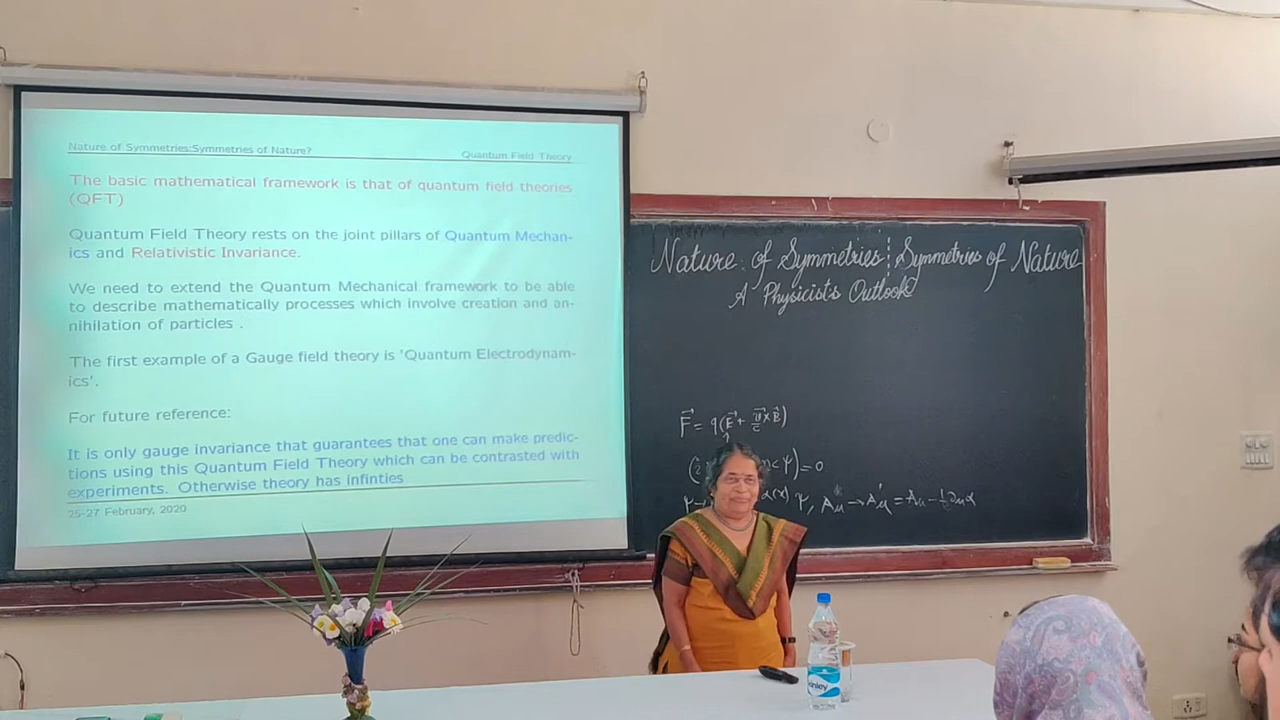 Nature of Symmetries:Symmetries of Nature?
Quantum Field Theory
The basic mathematical framework is that of quantum field theories
(QFT)
Quantum Field Theory rests on the joint pillars of Quantum Mechan-
ics and Relativistic Invariance.
We need to extend the Quantum Mechanical framework to be able
to describe mathematically processes which involve creation and an-
nihilation of particles .
The first example of a Gauge field theory is 'Quantum Electrodynam-
ics'.
For future reference:
It is only gauge invariance that guarantees that one can make predic-
tions using this Quantum Field Theory which can be contrasted with
experiments. Otherwise theory has infinties
25-27 February, 2020
Nature of Symmetries: Symmetries of Nature
A Physicist's Outlook
F⃗ = q(E⃗ + v⃗/c × B⃗)
ψ) = 0
α(x) ψ, Aμ → A'μ = Aμ −
Kinley